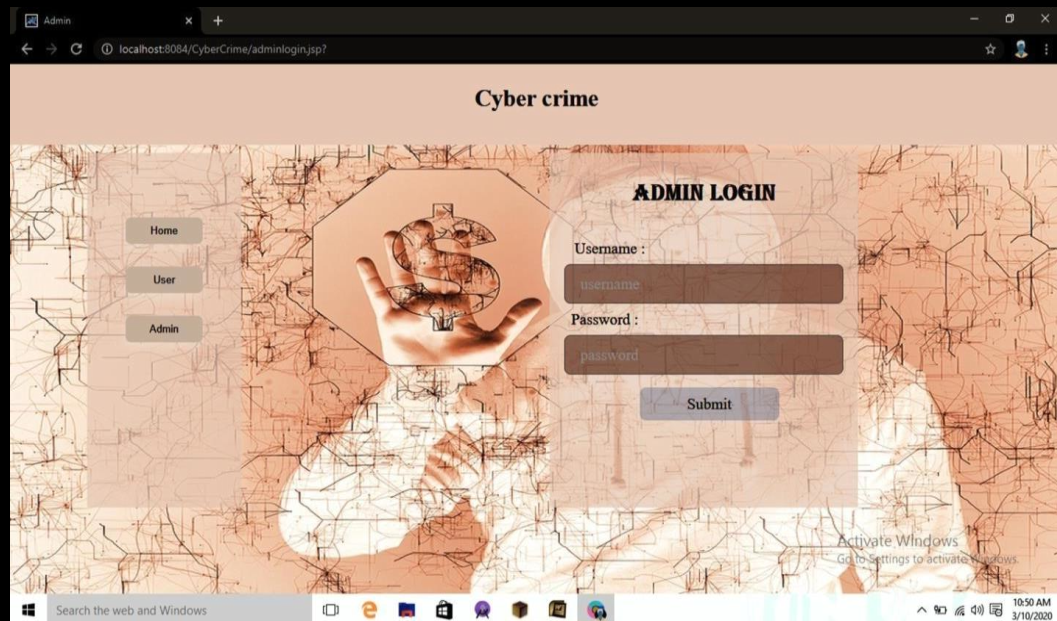 Admin
localhost:8084/CyberCrime/adminlogin.jsp?
Cyber crime
Home
User
Admin
ADMIN LOGIN
Username :
username
Password :
password
Submit
Activate Windows
Go to Settings to activate Windows.
Search the web and Windows
10:50 AM
3/10/2020